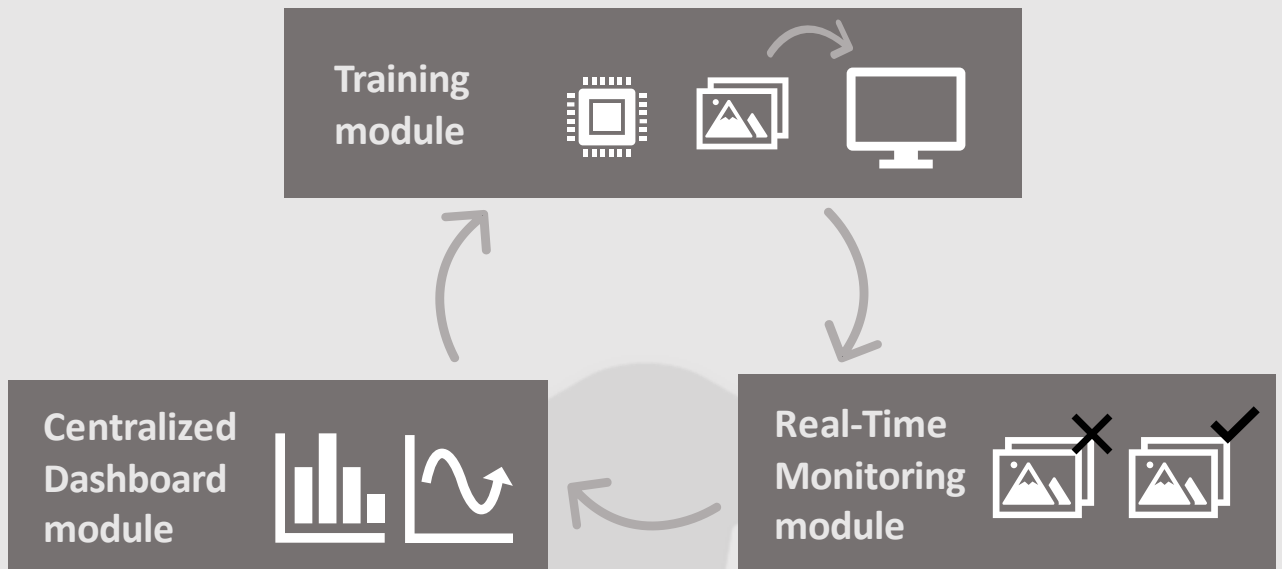 Training
module
Centralized
Dashboard
module
Real-Time
Monitoring
module